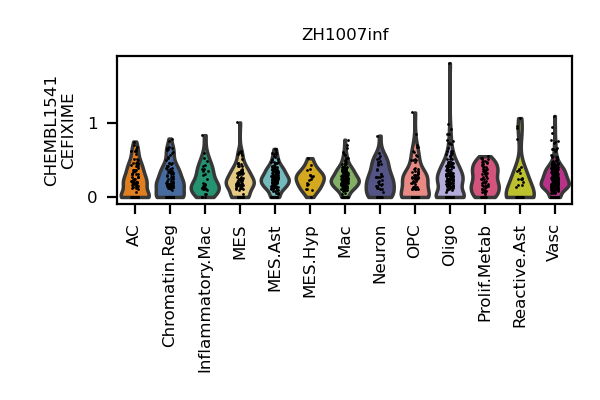 ZH1007inf
CHEMBL1541
CEFIXIME
1
0
AC
Chromatin.Reg
Inflammatory.Mac
MES
MES.Ast
MES.Hyp
Mac
Neuron
OPC
Oligo
Prolif.Metab
Reactive.Ast
Vasc